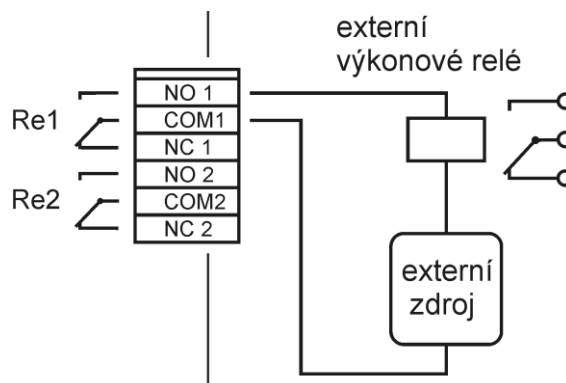 externí
výkonové relé
Re1
NO 1
COM1
NC 1
Re2
NO 2
COM2
NC 2
externí
zdroj